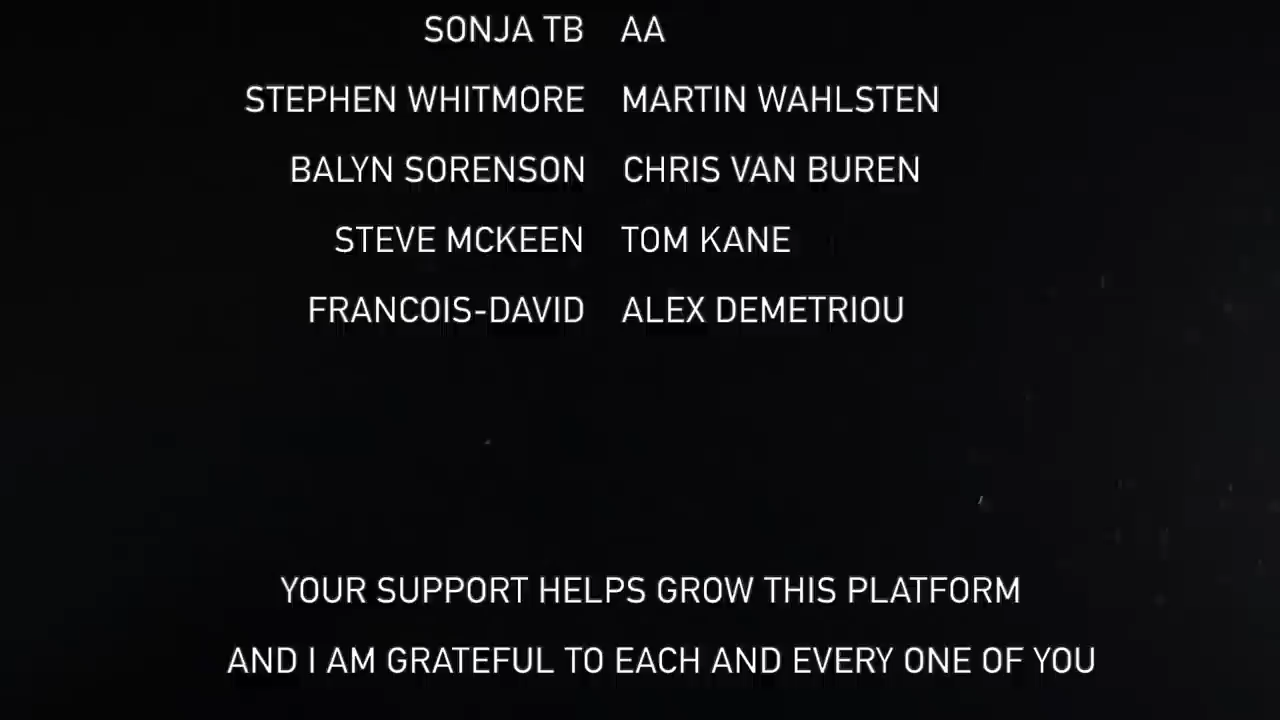 SONJA TB AA
STEPHEN WHITMORE MARTIN WAHLSTEN
BALYN SORENSON CHRIS VAN BUREN
STEVE MCKEEN TOM KANE
FRANCOIS-DAVID ALEX DEMETRIOU
YOUR SUPPORT HELPS GROW THIS PLATFORM
AND I AM GRATEFUL TO EACH AND EVERY ONE OF YOU